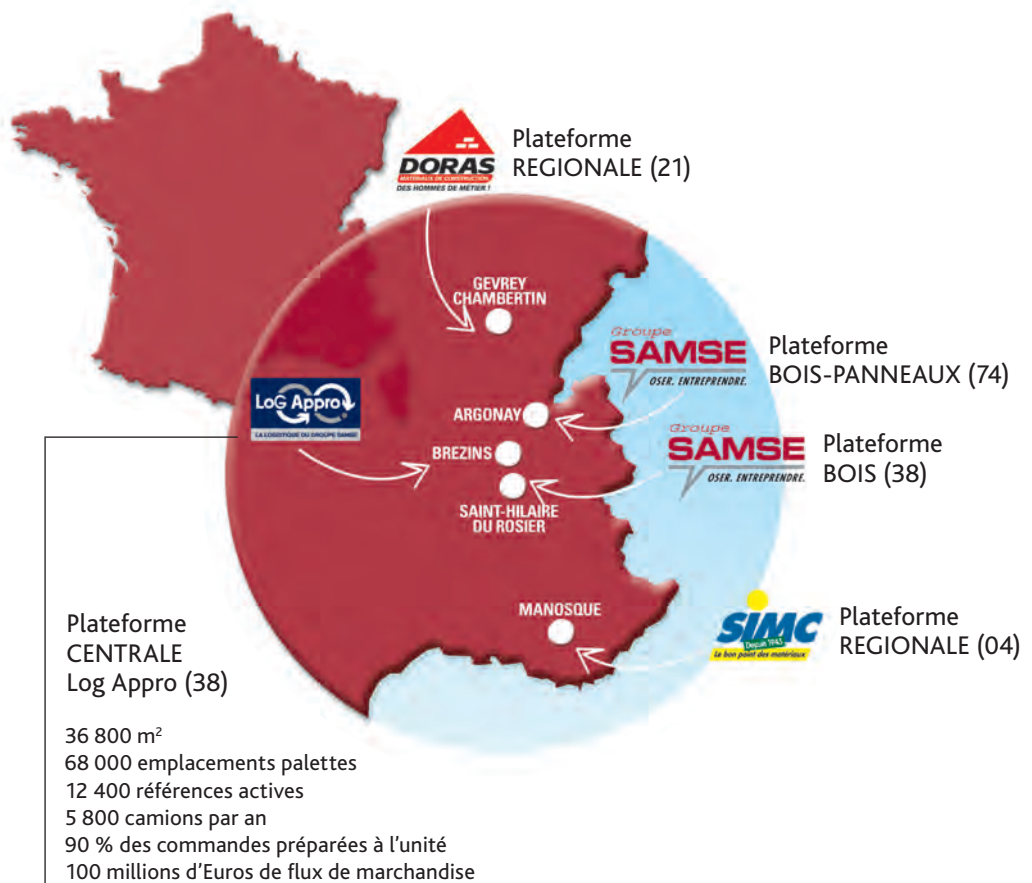 DORAS
MATERIAUX DE CONSTRUCTION
DES HOMMES DE MÉTIER !
Plateforme
REGIONALE (21)
GEVREY
CHAMBERTIN
Groupe
SAMSE
OSER. ENTREPRENDRE.
Plateforme
BOIS-PANNEAUX (74)
LoG Appro
LA LOGISTIQUE DU GROUPE SAMSE
ARGONAY
Groupe
SAMSE
OSER. ENTREPRENDRE.
Plateforme
BOIS (38)
BREZINS
SAINT-HILAIRE
DU ROSIER
MANOSQUE
SIMC
Depuis 1943
Le bon point des matériaux
Plateforme
REGIONALE (04)
Plateforme
CENTRALE
Log Appro (38)
36 800 m²
68 000 emplacements palettes
12 400 références actives
5 800 camions par an
90 % des commandes préparées à l’unité
100 millions d’Euros de flux de marchandise